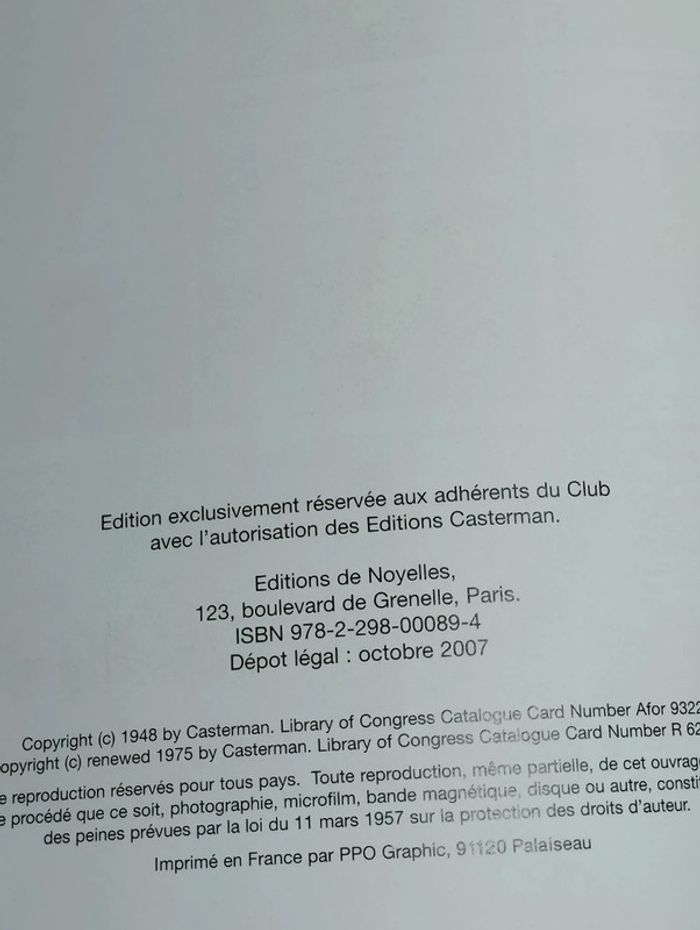 Edition exclusivement réservée aux adhérents du Club
avec l'autorisation des Editions Casterman.
Editions de Noyelles,
123, boulevard de Grenelle, Paris.
ISBN 978-2-298-00089-4
Dépot légal : octobre 2007
Copyright (c) 1948 by Casterman. Library of Congress Catalogue Card Number Afor 9322
opyright (c) renewed 1975 by Casterman. Library of Congress Catalogue Card Number R 62
e reproduction réservés pour tous pays. Toute reproduction, même partielle, de cet ouvrag
e procédé que ce soit, photographie, microfilm, bande magnétique, disque ou autre, constit
des peines prévues par la loi du 11 mars 1957 sur la protection des droits d'auteur.
Imprimé en France par PPO Graphic, 91120 Palaiseau